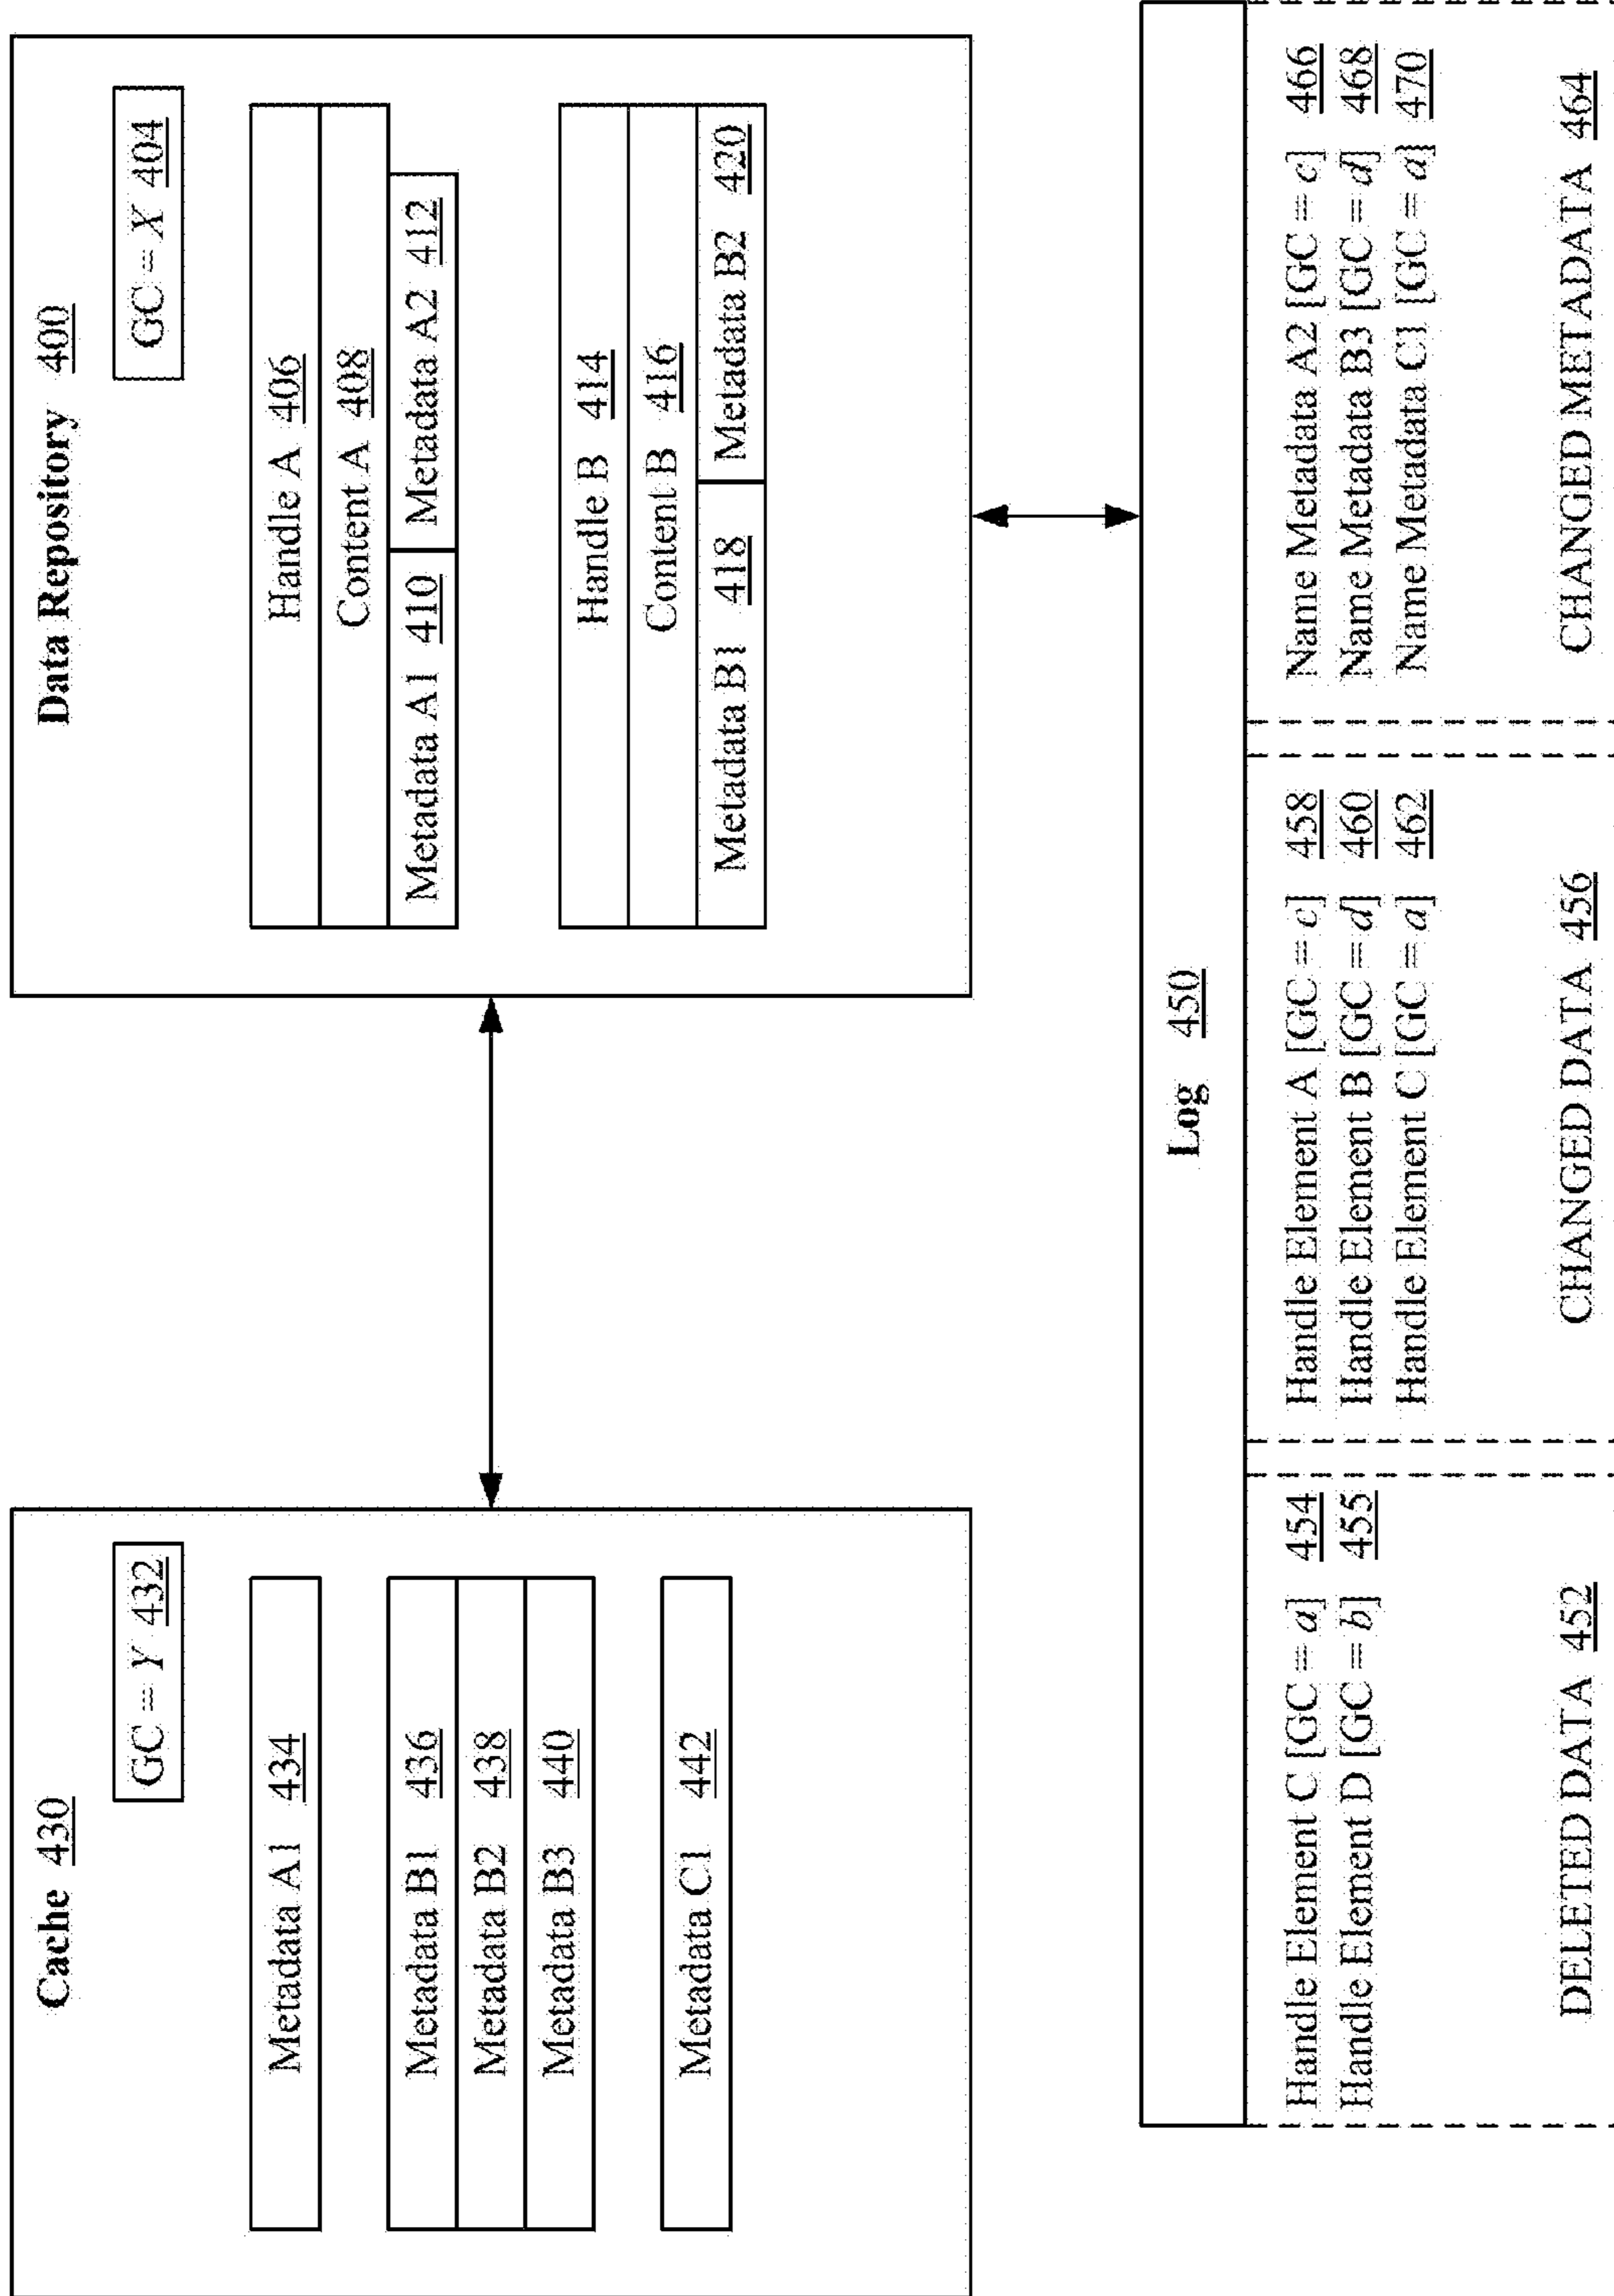 Cache 430
GC = Y 432
Metadata A1 434
Metadata B1 436
Metadata B2 438
Metadata B3 440
Metadata C1 442
Data Repository 400
GC = X 404
Handle A 406
Content A 408
Metadata A1 410 Metadata A2 412
Handle B 414
Content B 416
Metadata B1 418 Metadata B2 420
Log 450
Handle Element C [GC = a] 454
Handle Element D [GC = b] 455
DELETED DATA 452
Handle Element A [GC = c] 458
Handle Element B [GC = d] 460
Handle Element C [GC = a] 462
CHANGED DATA 456
Name Metadata A2 [GC = c] 466
Name Metadata B3 [GC = d] 468
Name Metadata C1 [GC = a] 470
CHANGED METADATA 464